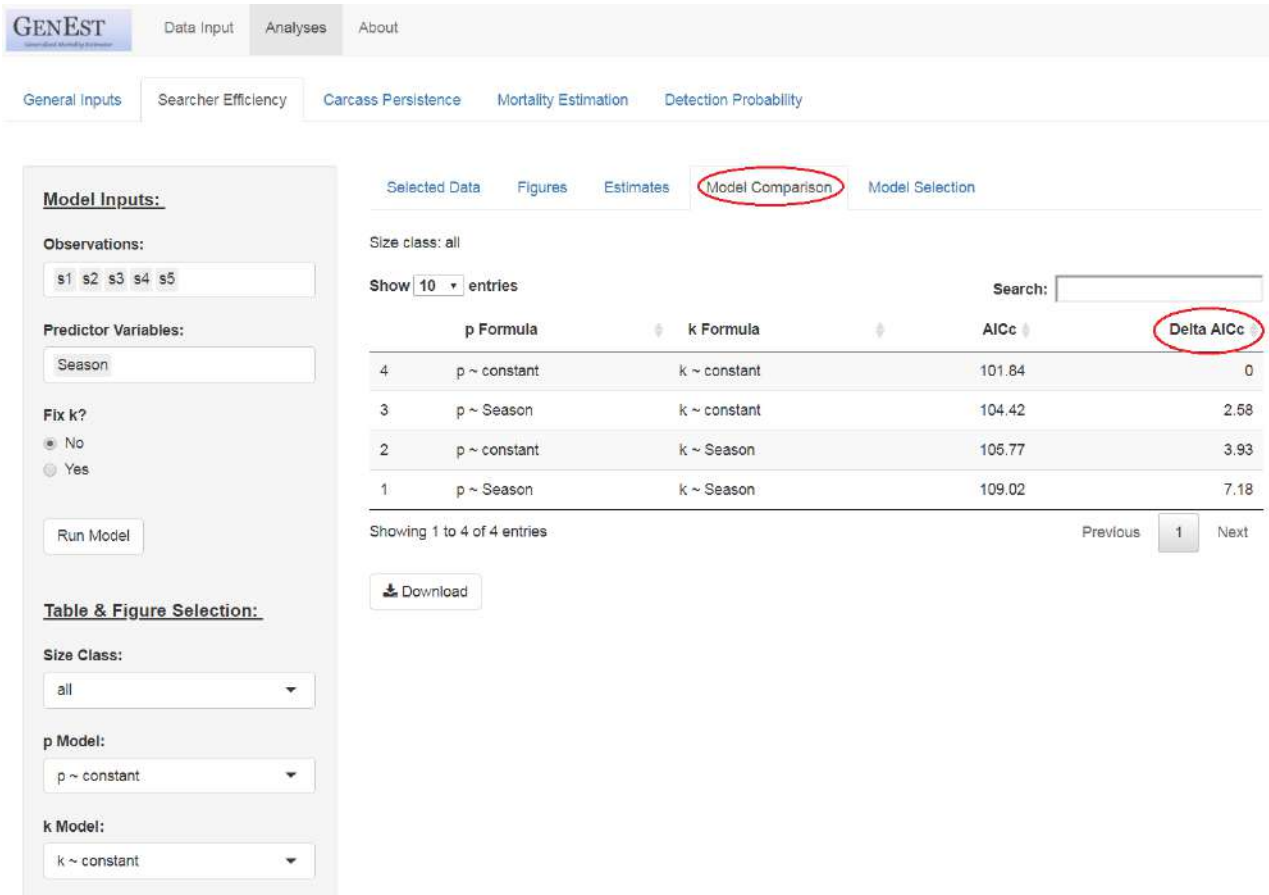 GENEST
Data Input Analyses About
General Inputs Searcher Efficiency Carcass Persistence Mortality Estimation Detection Probability
Model Inputs:
Observations:
s1 s2 s3 s4 s5
Predictor Variables:
Season
Fix k?
No
Yes
Run Model
Table & Figure Selection:
Size Class:
all
p Model:
p ~ constant
k Model:
k ~ constant
Selected Data Figures Estimates Model Comparison Model Selection
Size class: all
Show 10 entries
Search:
p Formula k Formula AICc Delta AICc
4 p ~ constant k ~ constant 101.84 0
3 p ~ Season k ~ constant 104.42 2.58
2 p ~ constant k ~ Season 105.77 3.93
1 p ~ Season k ~ Season 109.02 7.18
Showing 1 to 4 of 4 entries
Previous 1 Next
Download